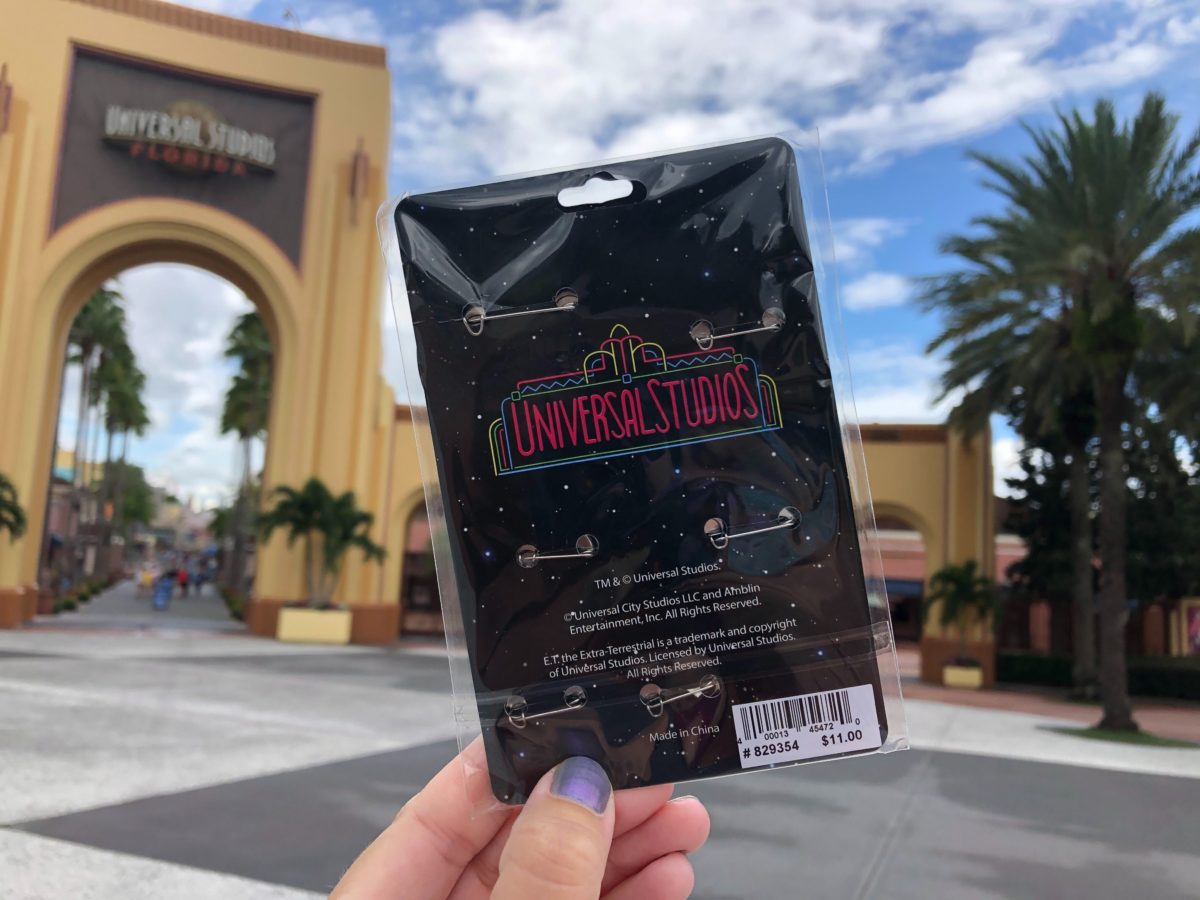 UNIVERSAL STUDIOS
FLORIDA
UNIVERSAL STUDIOS
TM & © Universal Studios.
©Universal City Studios LLC and Amblin
Entertainment, Inc. All Rights Reserved.
E.T. the Extra-Terrestrial is a trademark and copyright
of Universal Studios. Licensed by Universal Studios.
All Rights Reserved.
Made in China
4 00013 45472 0
# 829354 $11.00